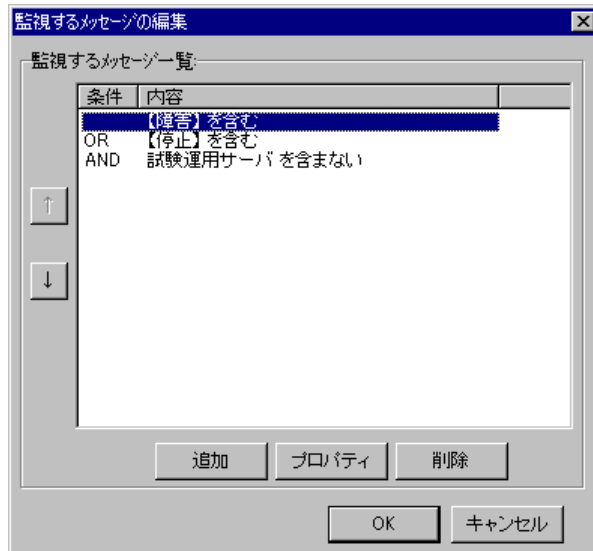 監視するメッセージの編集
監視するメッセージ一覧:
条件 内容
【障害】を含む
OR 【停止】を含む
AND 試験運用サーバ を含まない
↑
↓
追加 プロパティ 削除
OK キャンセル